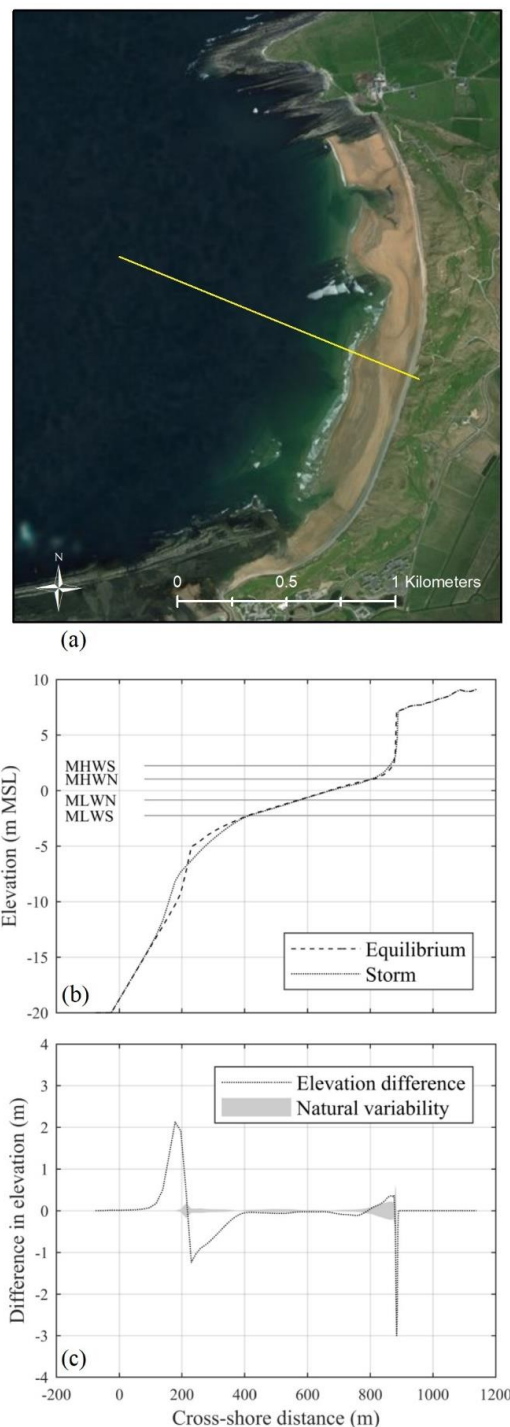 N
0 0.5 1 Kilometers
(a)
10
5
0
-5
-10
-15
-20
Elevation (m MSL)
MHWS
MHWN
MLWN
MLWS
Equilibrium
Storm
(b)
4
3
2
1
0
-1
-2
-3
-4
Difference in elevation (m)
Elevation difference
Natural variability
(c)
-200 0 200 400 600 800 1000 1200
Cross-shore distance (m)